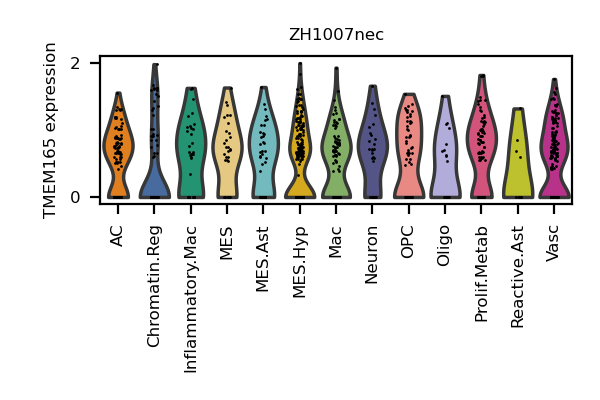 ZH1007nec
TMEM165 expression
2
0
AC
Chromatin.Reg
Inflammatory.Mac
MES
MES.Ast
MES.Hyp
Mac
Neuron
OPC
Oligo
Prolif.Metab
Reactive.Ast
Vasc